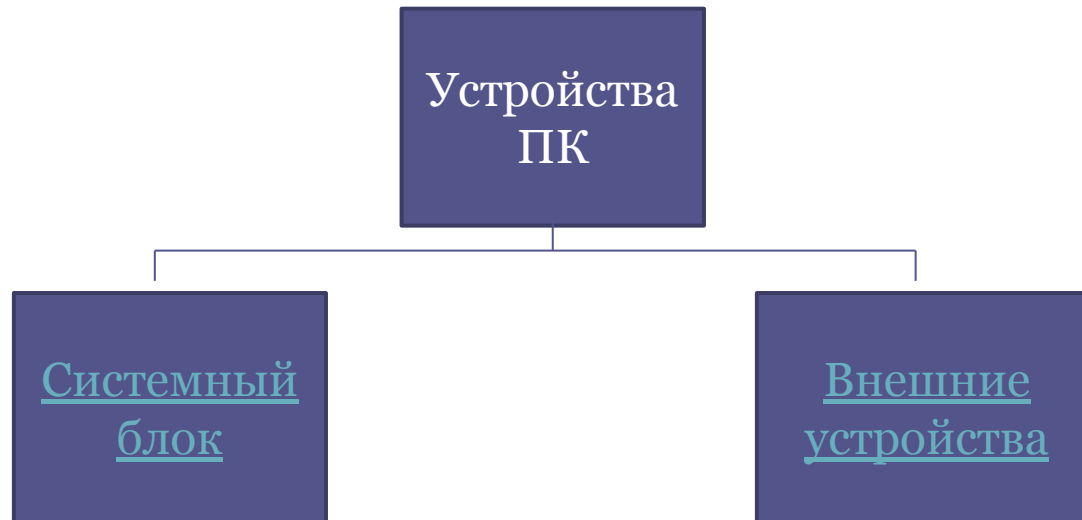 Устройства
ПК
Системный
блок
Внешние
устройства